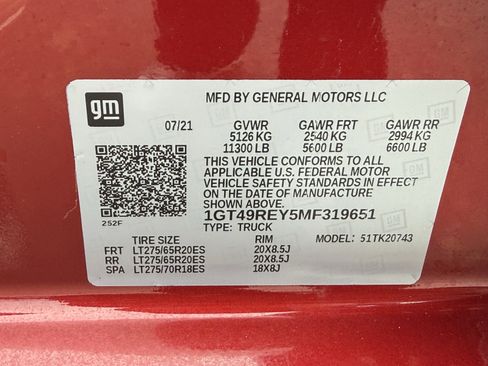 gm
MFD BY GENERAL MOTORS LLC
07/21 GVWR GAWR FRT GAWR RR
5126 KG 2540 KG 2994 KG
11300 LB 5600 LB 6600 LB
THIS VEHICLE CONFORMS TO ALL
APPLICABLE U.S. FEDERAL MOTOR
VEHICLE SAFETY STANDARDS IN EFFECT
ON THE DATE OF MANUFACTURE
SHOWN ABOVE.
1GT49REY5MF319651
252F TYPE: TRUCK
TIRE SIZE RIM MODEL: 51TK20743
FRT LT275/65R20ES 20X8.5J
RR LT275/65R20ES 20X8.5J
SPA LT275/70R18ES 18X8J